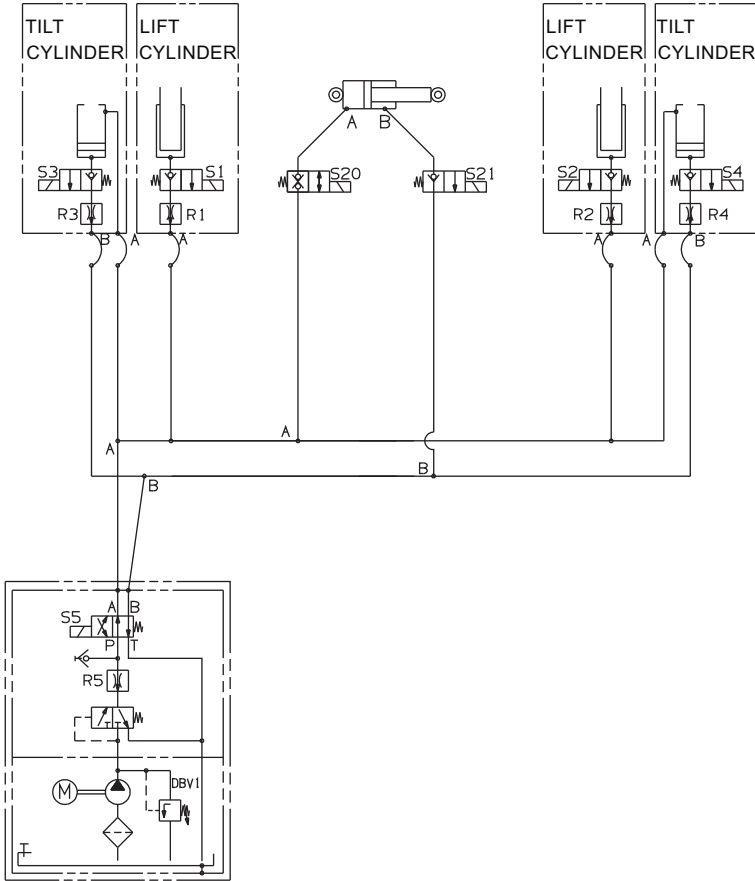 TILT
CYLINDER
LIFT
CYLINDER
LIFT
CYLINDER
TILT
CYLINDER
A
B
S3
S1
S20
S21
S2
S4
R3
R1
R2
R4
B
A
A
A
A
B
A
A
B
B
A
B
S5
P
T
R5
M
DBV1